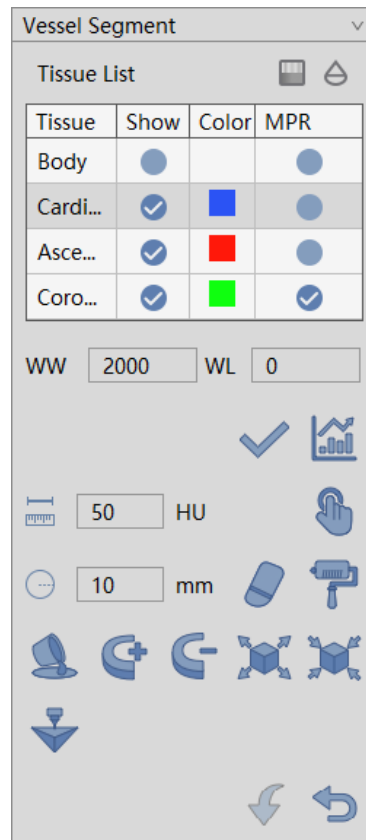 Vessel Segment
Tissue List
Tissue Show Color MPR
Body
Cardi...
Asce...
Coro...
WW 2000 WL 0
50 HU
10 mm